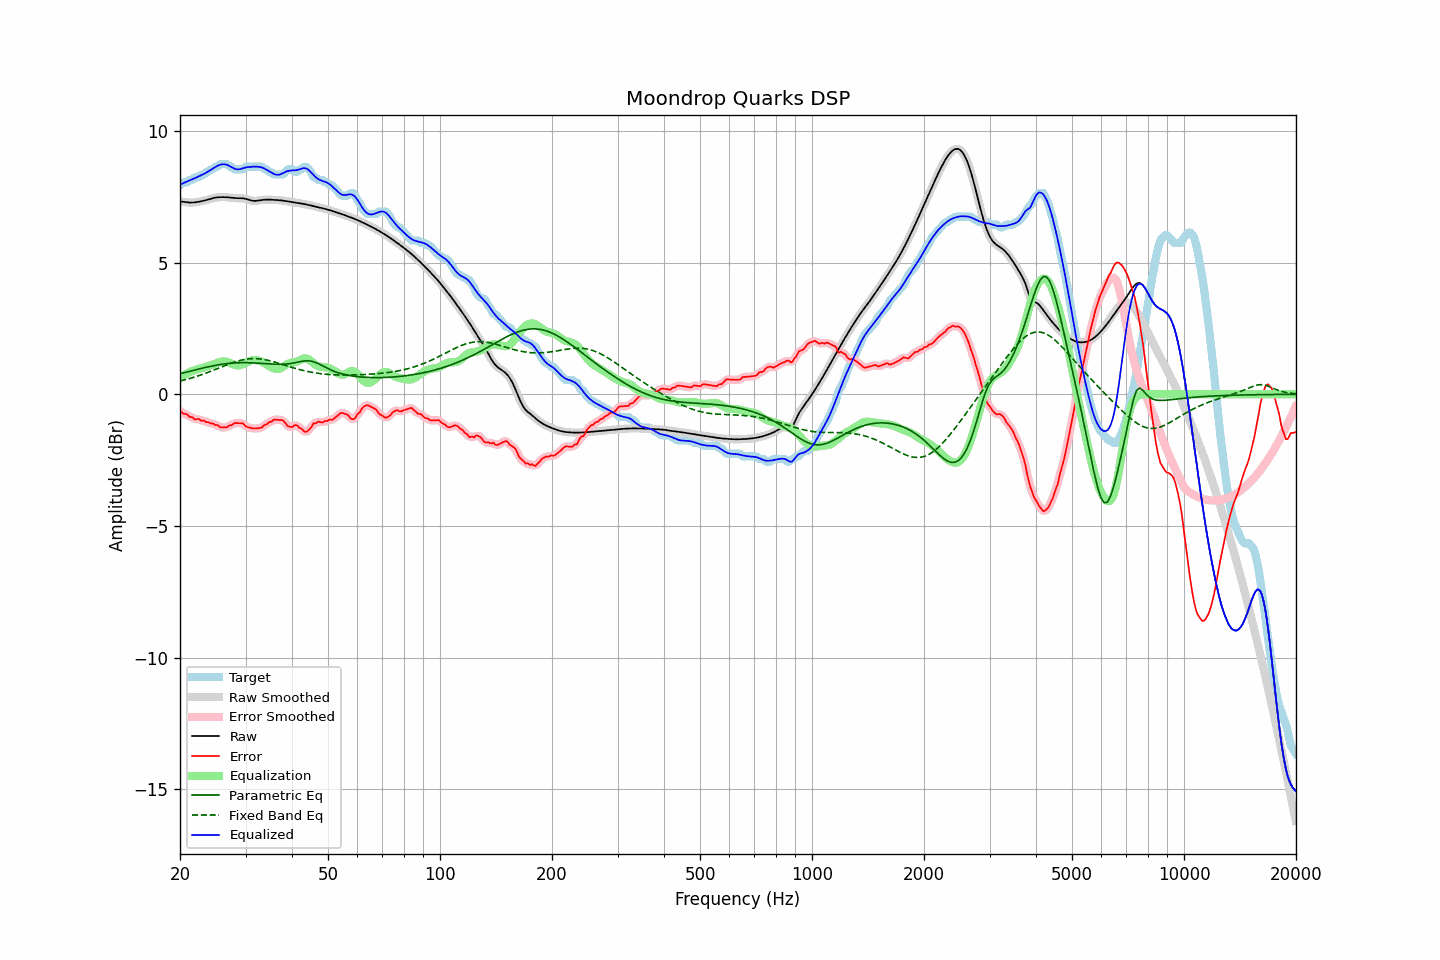 Moondrop Quarks DSP
10
5
0
−5
−10
−15
Amplitude (dBr)
Target
Raw Smoothed
Error Smoothed
Raw
Error
Equalization
Parametric Eq
Fixed Band Eq
Equalized
20 50 100 200 500 1000 2000 5000 10000 20000
Frequency (Hz)